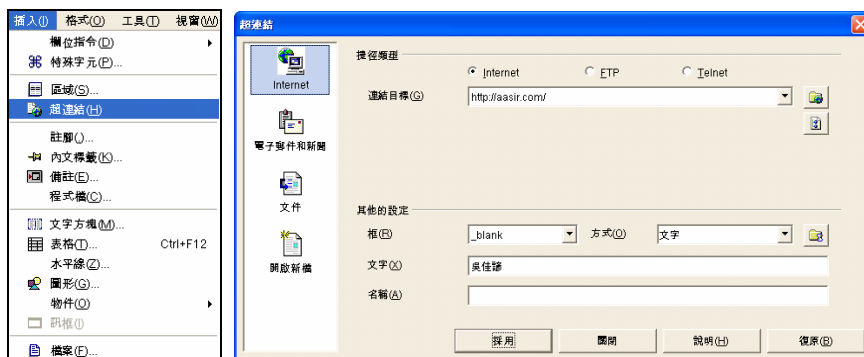 插入(I) 格式(O) 工具(T) 視窗(W)
欄位指令(D)
特殊字元(P)...
區域(S)...
超連結(H)
註腳()...
內文標籤(K)...
備註(E)...
程式檔(C)...
文字方塊(M)...
表格(T)... Ctrl+F12
水平線(Z)...
圖形(G)...
物件(O)
訊框(I)
檔案(F)...
超連結
Internet
電子郵件和新聞
文件
開啟新檔
捷徑類型
Internet FTP Telnet
連結目標(G) http://aasir.com/
其他的設定
框(R) _blank 方式(O) 文字
文字(X) 吳佳諺
名稱(A)
採用 關閉 說明(H) 復原(B)